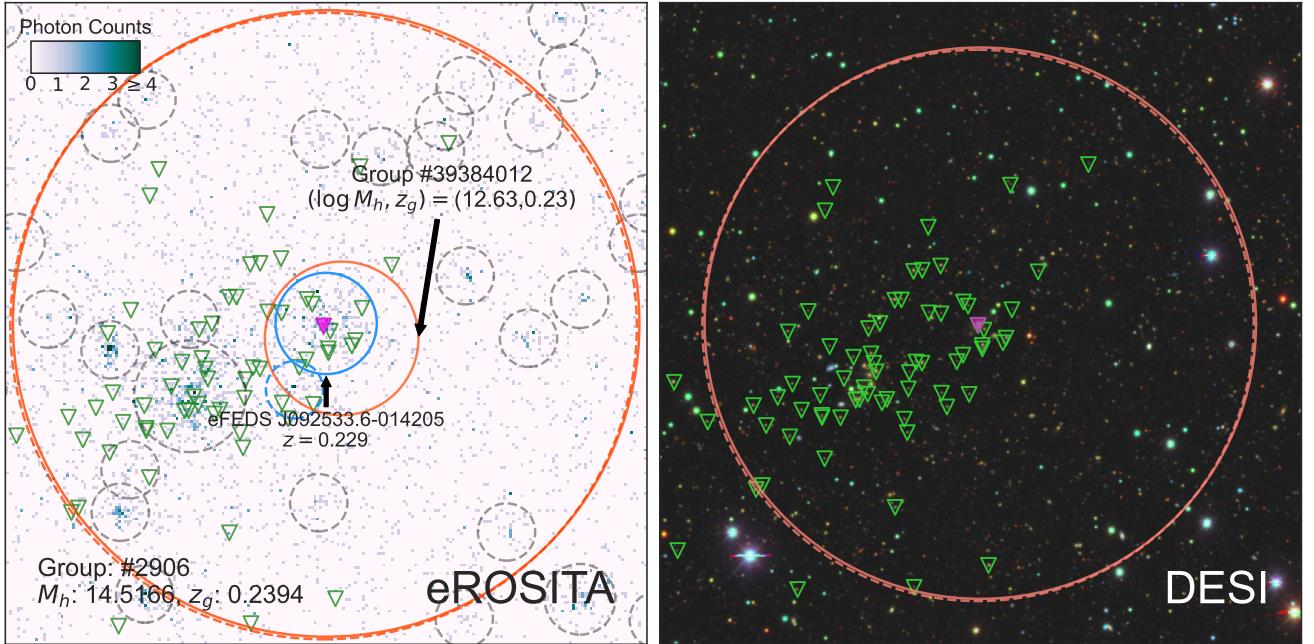 Photon Counts
0 1 2 3 ≥4
Group #39384012
(log M_h, z_g) = (12.63,0.23)
eFEDS J092533.6-014205
z = 0.229
Group: #2906
M_h: 14.5166, z_g: 0.2394
eROSITA
DESI